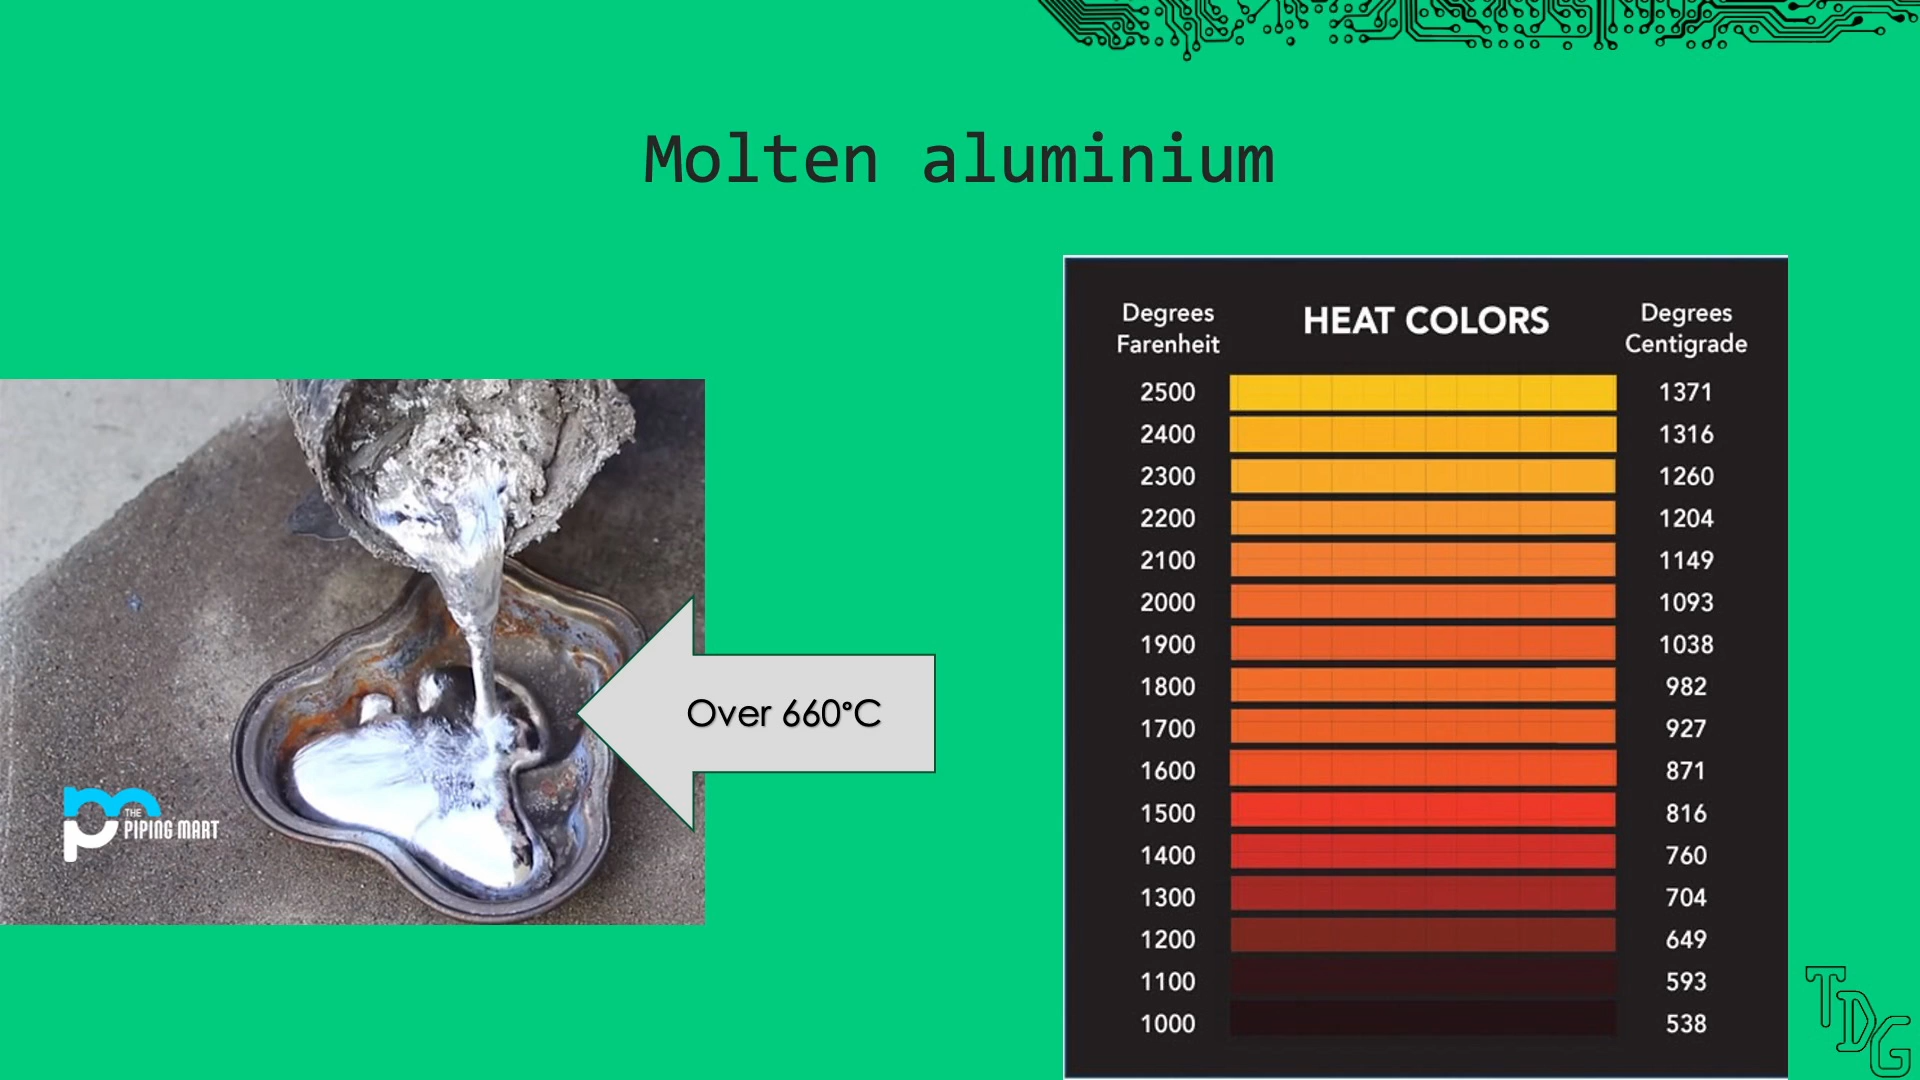 Molten aluminium
Degrees
Farenheit
HEAT COLORS
Degrees
Centigrade
2500 1371
2400 1316
2300 1260
2200 1204
2100 1149
2000 1093
1900 1038
1800 982
1700 927
1600 871
1500 816
1400 760
1300 704
1200 649
1100 593
1000 538
Over 660°C
THE
PIPING MART
TDG